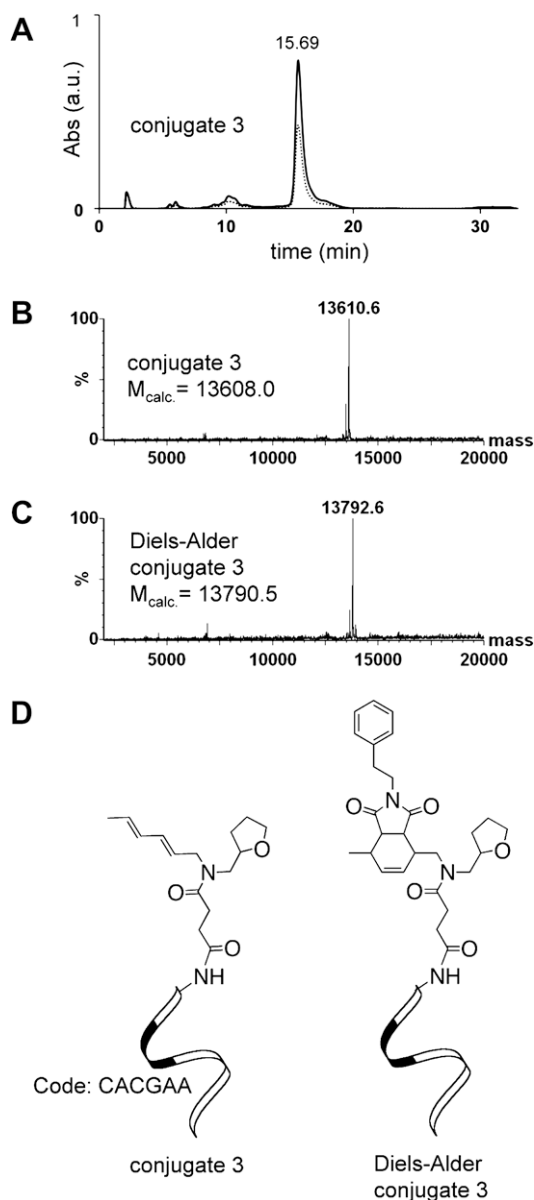 A
1
15.69
Abs (a.u.)
conjugate 3
0
0 10 20 30
time (min)
B
13610.6
100
conjugate 3
%
Mcalc.= 13608.0
0
5000 10000 15000 mass 20000
C
13792.6
100
Diels-Alder
conjugate 3
%
Mcalc.= 13790.5
0
5000 10000 15000 mass 20000
D
N
O O
O O
N N
O O
O O
NH NH
Code: CACGAA
conjugate 3
Diels-Alder
conjugate 3